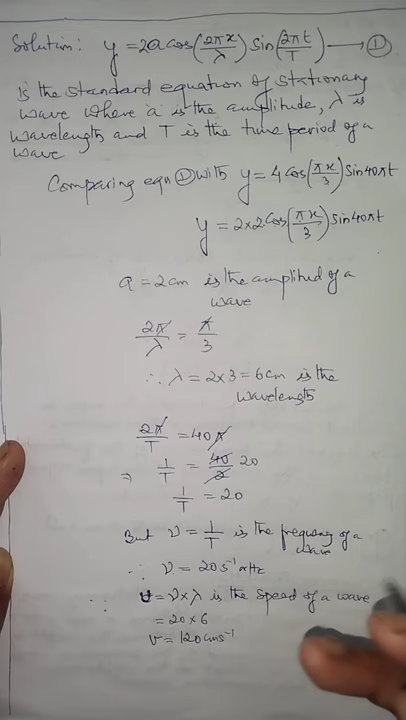 Solution: y = 2a cos(2πx/λ) sin(2πt/T) —①
is the standard equation of stationary
wave where 'a' is the amplitude, λ is
wavelength and T is the time period of a
wave
Comparing eqn ① with y = 4 cos(πx/3) sin 40πt
y = 2×2 cos(πx/3) sin 40πt
a = 2cm is the amplitud of a
wave
2π/λ = π/3
∴ λ = 2×3 = 6cm is the
wavelength
2π/T = 40π
⇒ 1/T = 40/2 20
1/T = 20
But ν = 1/T is the frequency of a
wave
∴ ν = 20 s⁻¹ or Hz
∴ v = ν×λ is the speed of a wave
= 20×6
v = 120 cms⁻¹